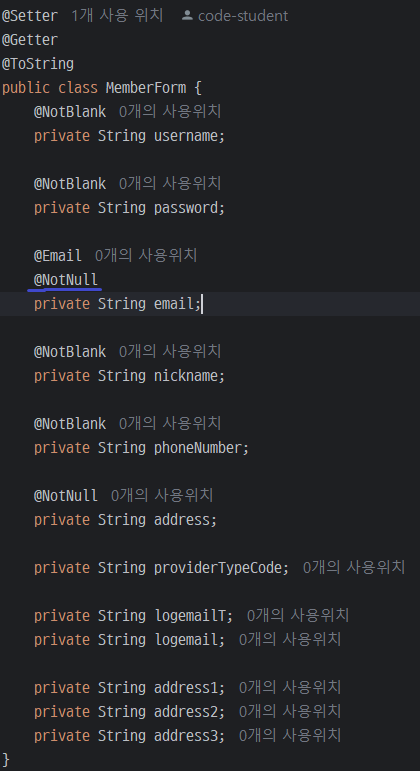 @Setter 1개 사용 위치 code-student
@Getter
@ToString
public class MemberForm {
@NotBlank 0개의 사용위치
private String username;
@NotBlank 0개의 사용위치
private String password;
@Email 0개의 사용위치
@NotNull
private String email;
@NotBlank 0개의 사용위치
private String nickname;
@NotBlank 0개의 사용위치
private String phoneNumber;
@NotNull 0개의 사용위치
private String address;
private String providerTypeCode; 0개의 사용위치
private String logemailT; 0개의 사용위치
private String logemail; 0개의 사용위치
private String address1; 0개의 사용위치
private String address2; 0개의 사용위치
private String address3; 0개의 사용위치
}